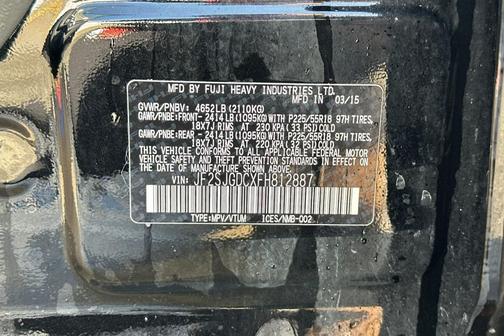 MFD BY FUJI HEAVY INDUSTRIES LTD.
MFD IN 03/15
GVWR/PNBV: 4652LB (2110KG)
GAWR/PNBE:FRONT- 2414LB(1095KG)WITH P225/55R18 97H TIRES,
18X7J RIMS AT 230 KPA (33 PSI) COLD
GAWR/PNBE:REAR - 2414LB(1095KG)WITH P225/55R18 97H TIRES,
18X7J RIMS AT 220 KPA (32 PSI) COLD
THIS VEHICLE CONFORMS TO ALL APPLICABLE FEDERAL MOTOR
VEHICLE SAFETY AND THEFT PREVENTION STANDARDS IN EFFECT ON
THE DATE OF MANUFACTURE SHOWN ABOVE.
VIN: JF2SJGDCXFH812887
TYPE:MPV/VTUM ICES/NMB-002